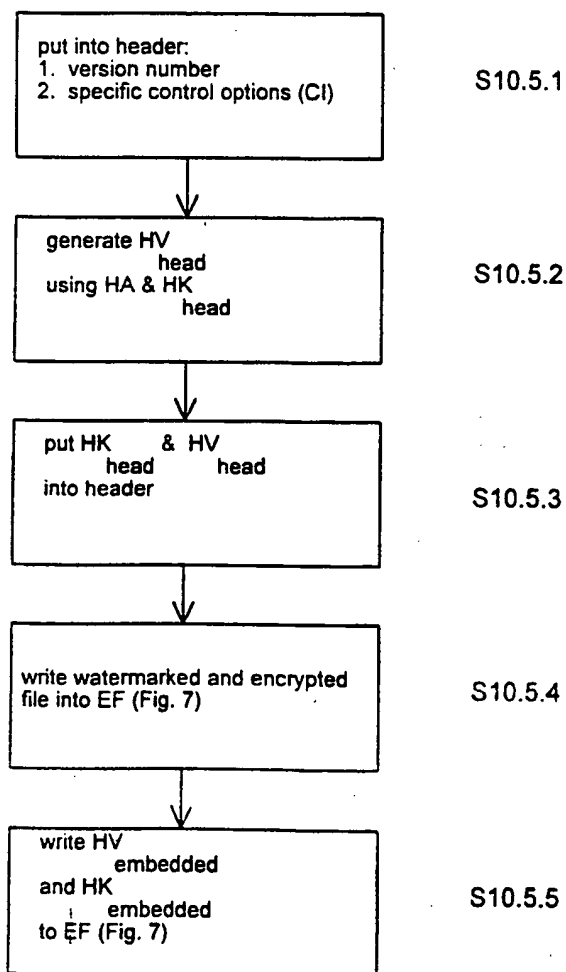 put into header:
1. version number
2. specific control options (CI)
S10.5.1
generate HV
head
using HA & HK
head
S10.5.2
put HK & HV
head head
into header
S10.5.3
write watermarked and encrypted
file into EF (Fig. 7)
S10.5.4
write HV
embedded
and HK
embedded
to EF (Fig. 7)
S10.5.5